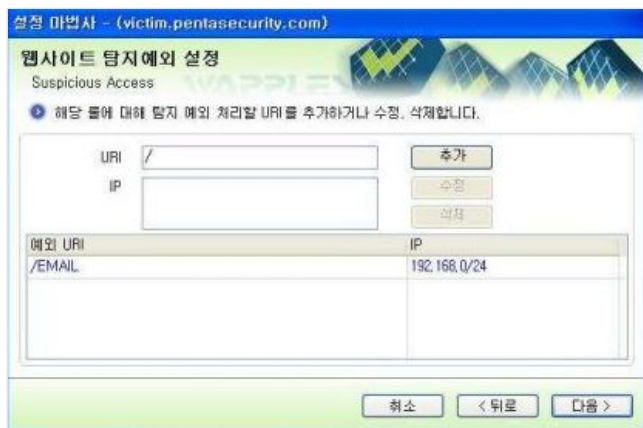 설정 마법사 - (victim.pentasecurity.com)
웹사이트 탐지예외 설정
Suspicious Access
WAPPLES
해당 룰에 대해 탐지 예외 처리할 URI를 추가하거나 수정, 삭제합니다.
URI / 추가
IP 수정
삭제
예외 URI IP
/EMAIL 192,168,0/24
취소 < 뒤로 다음 >